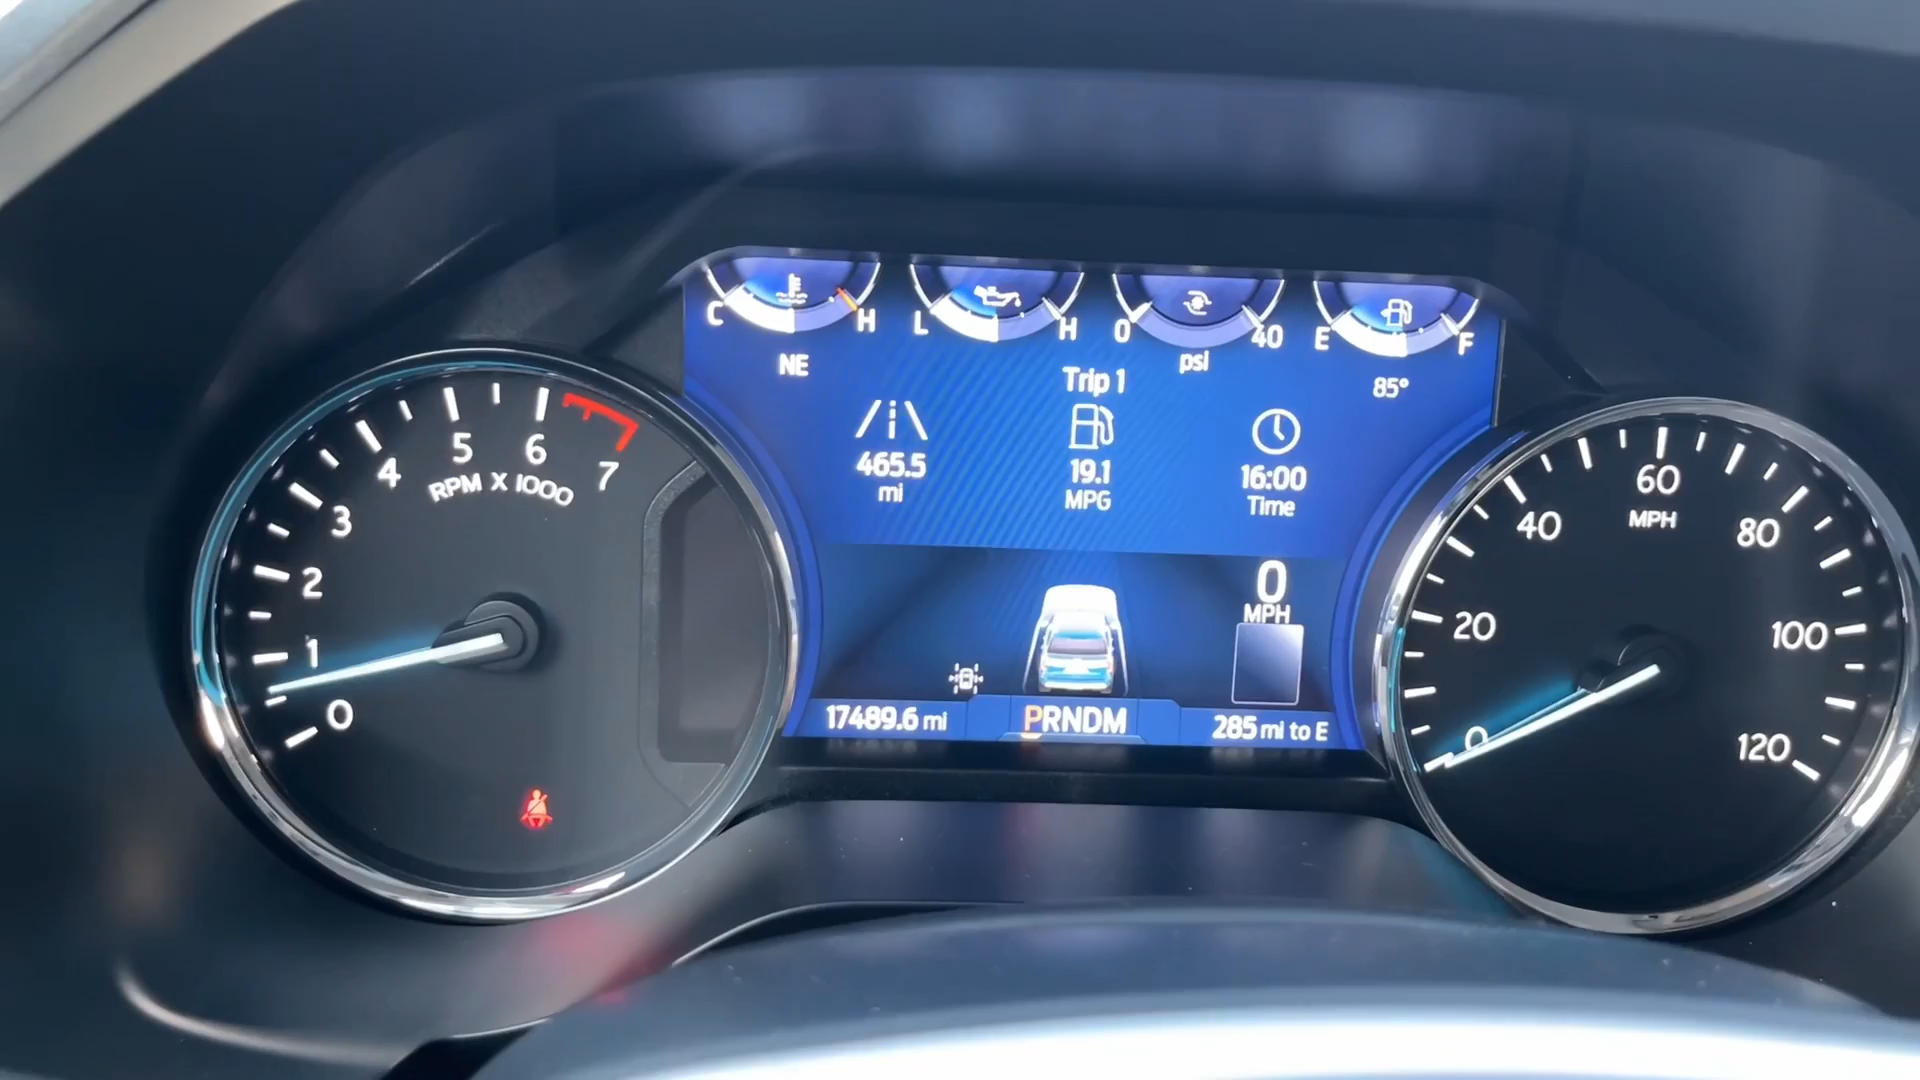 C H
L H
0 40
E F
NE
psi
85°
Trip 1
465.5
mi
19.1
MPG
16:00
Time
0
MPH
17489.6 mi
PRNDM
285 mi to E
0
1
2
3
4
5
6
7
RPM X 1000
0
20
40
60
80
100
120
MPH